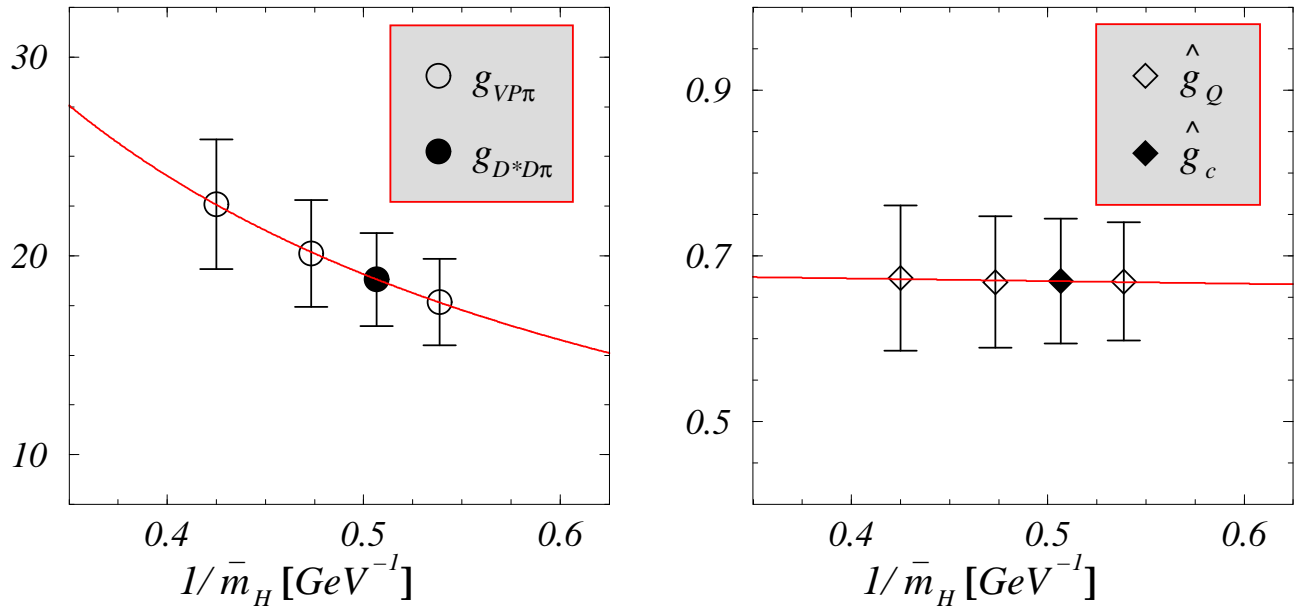 30
20
10
g_{VPπ}
g_{D*Dπ}
0.4 0.5 0.6
1/ m̄_H [GeV^{-1}]
0.9
0.7
0.5
ĝ_Q
ĝ_c
0.4 0.5 0.6
1/ m̄_H [GeV^{-1}]